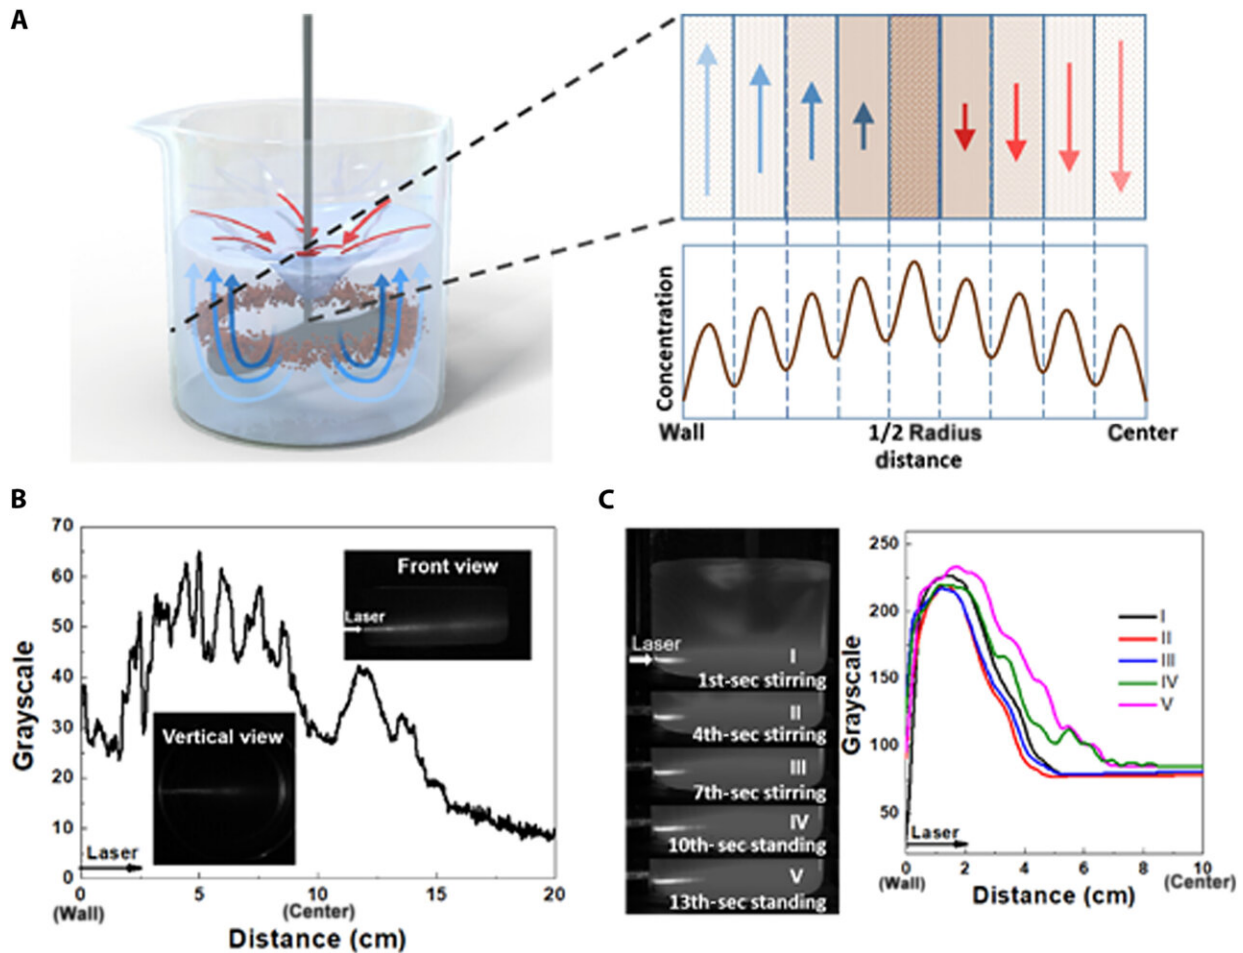 A
Concentration
Wall
1/2 Radius
distance
Center
B
70
60
50
40
30
20
10
0
Grayscale
Front view
Laser
Vertical view
Laser
0
5
10
15
20
(Wall)
(Center)
Distance (cm)
C
Laser
I
1st-sec stirring
II
4th-sec stirring
III
7th-sec stirring
IV
10th-sec standing
V
13th-sec standing
250
200
150
100
50
Grayscale
I
II
III
IV
V
Laser
0
2
4
6
8
10
(Wall)
(Center)
Distance (cm)